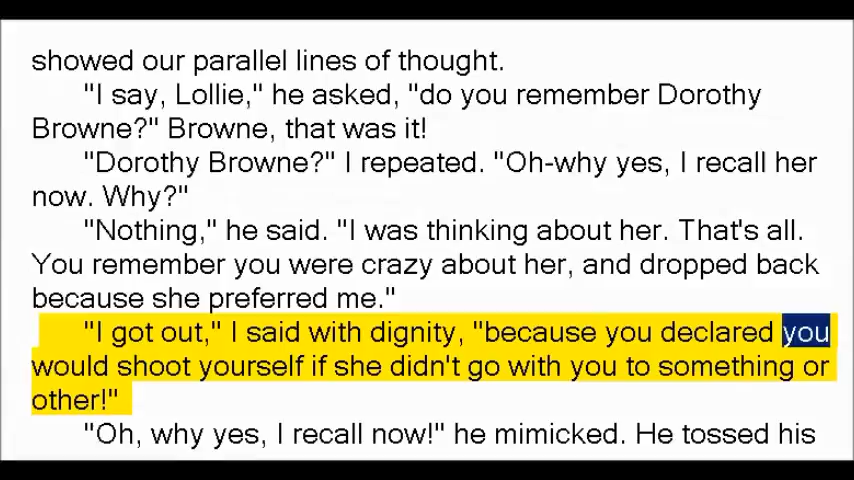 showed our parallel lines of thought.
"I say, Lollie," he asked, "do you remember Dorothy
Browne?" Browne, that was it!
"Dorothy Browne?" I repeated. "Oh-why yes, I recall her
now. Why?"
"Nothing," he said. "I was thinking about her. That's all.
You remember you were crazy about her, and dropped back
because she preferred me."
"I got out," I said with dignity, "because you declared you
would shoot yourself if she didn't go with you to something or
other!"
"Oh, why yes, I recall now!" he mimicked. He tossed his